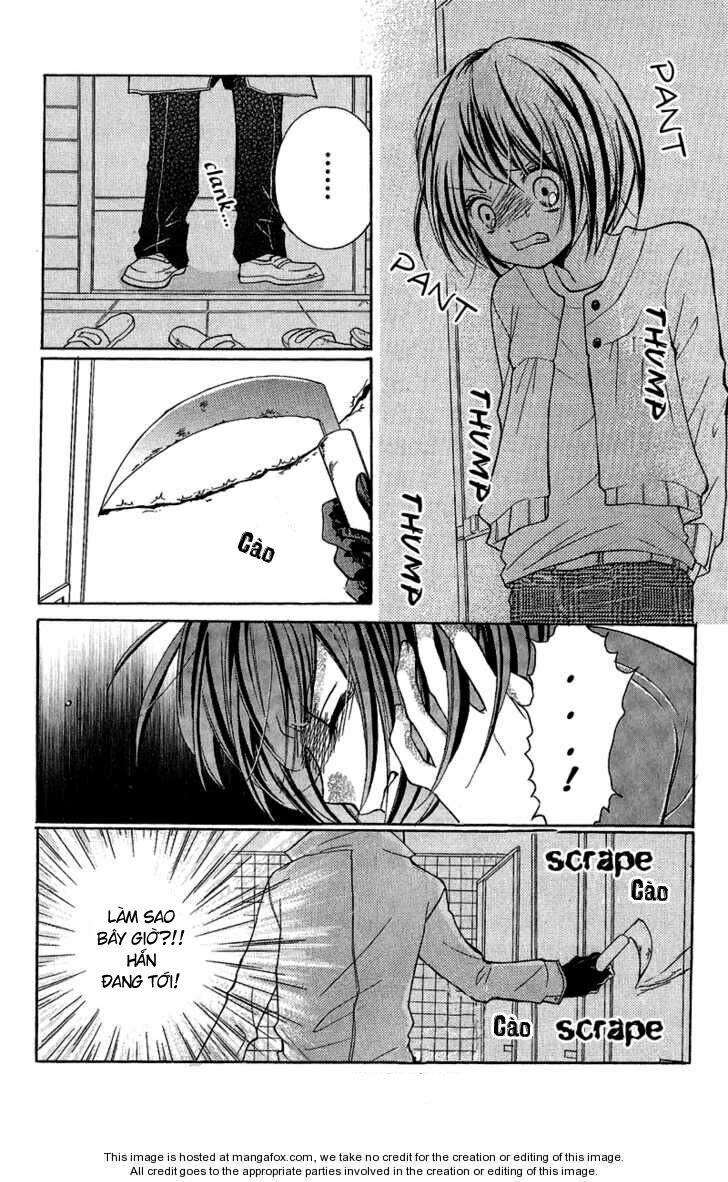 PANT
PANT
THUMP
THUMP
THUMP
......
clank...
Cào
...!
LÀM SAO
BÂY GIỜ?!!
HẮN
ĐANG TỚI!
scrape
Cào
Cào
scrape
This image is hosted at mangafox.com, we take no credit for the creation or editing of this image.
All credit goes to the appropriate parties involved in the creation or editing of this image.